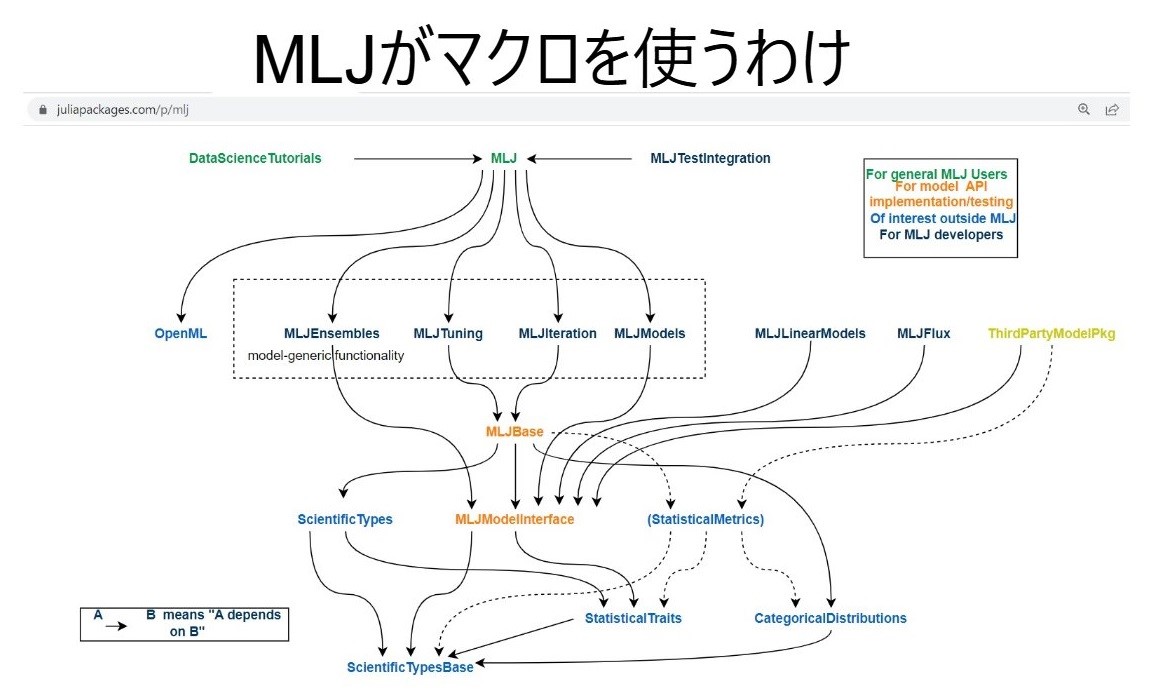 MLJがマクロを使うわけ
juliapackages.com/p/mlj
DataScienceTutorials
MLJ
MLJTestIntegration
For general MLJ Users
For model API
implementation/testing
Of interest outside MLJ
For MLJ developers
OpenML
MLJEnsembles
MLJTuning
MLJIteration
MLJModels
MLJLinearModels
MLJFlux
ThirdPartyModelPkg
model-generic functionality
MLJBase
ScientificTypes
MLJModelInterface
(StatisticalMetrics)
A
B means "A depends
on B"
StatisticalTraits
CategoricalDistributions
ScientificTypesBase